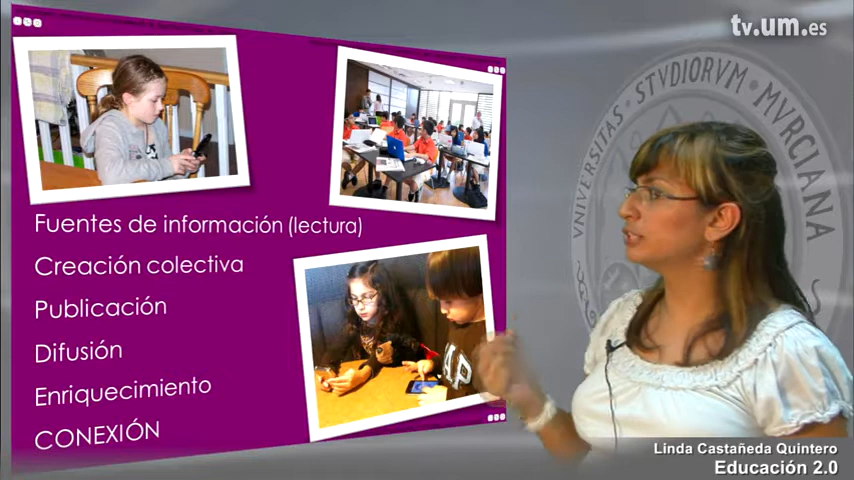 tv.um.es
Fuentes de información (lectura)
Creación colectiva
Publicación
Difusión
Enriquecimiento
CONEXIÓN
VNIVERSITAS · STVDIORVM · MVRCIANA
Linda Castañeda Quintero
Educación 2.0